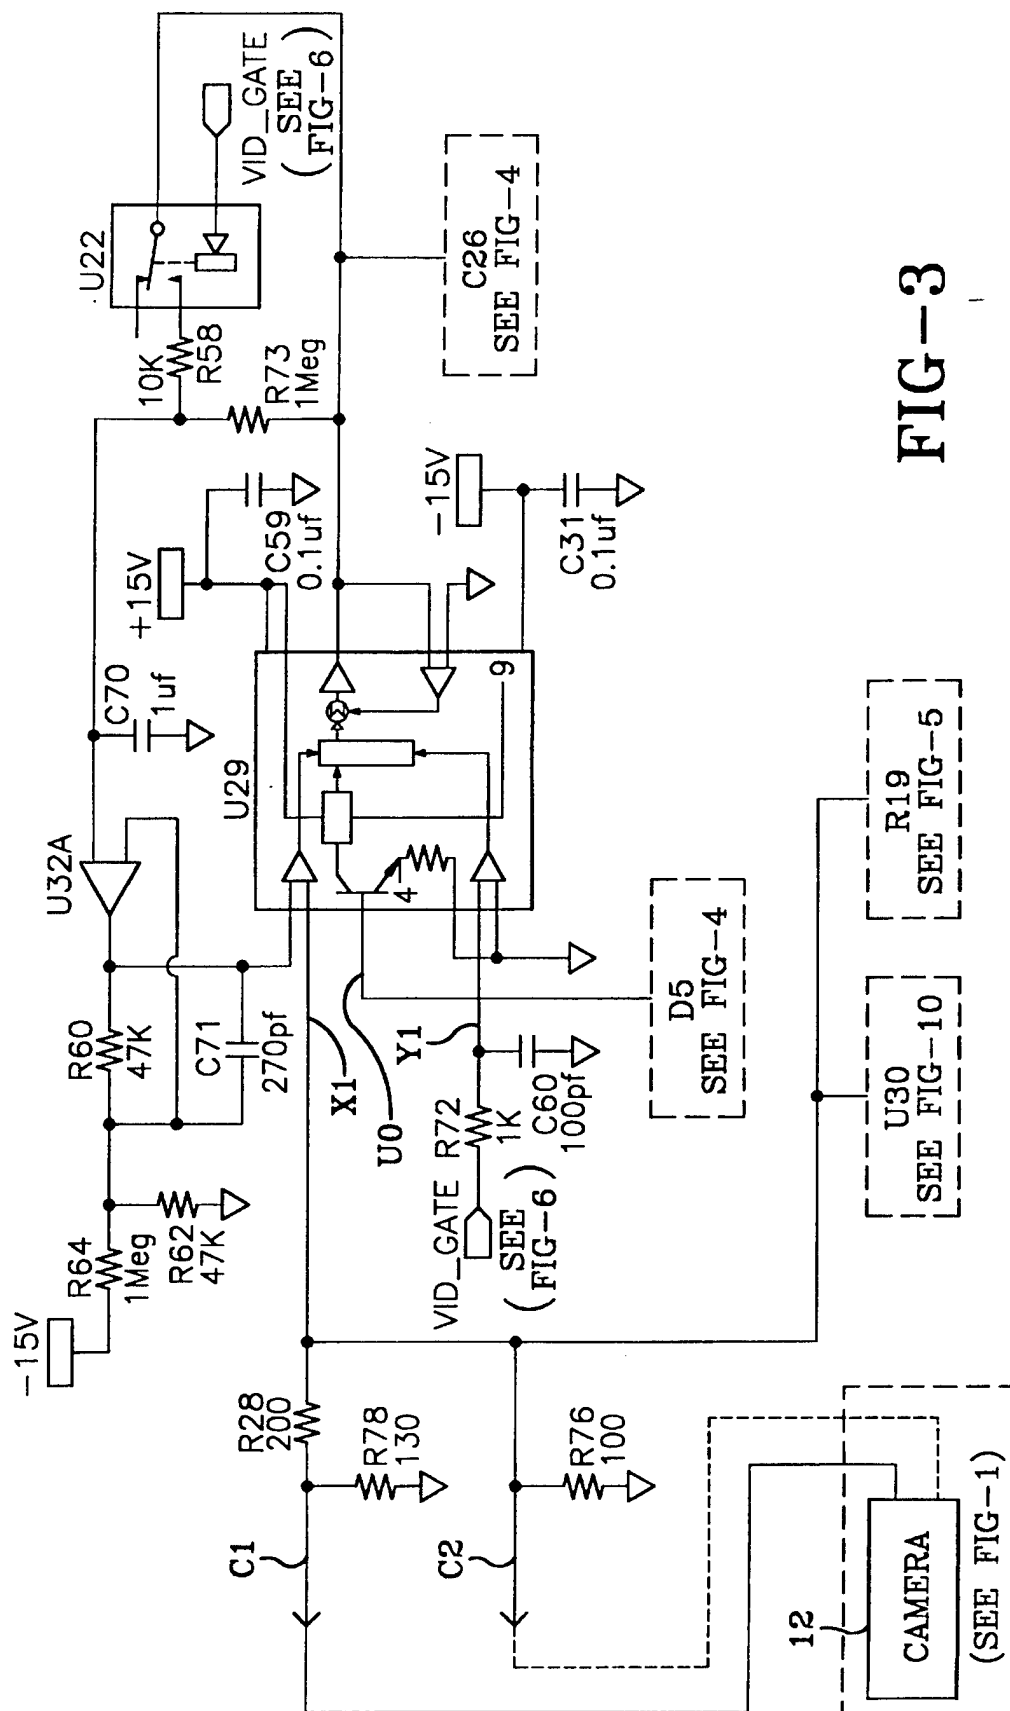 -15V
R64
1Meg
R62
47K
R60
47K
C71
270pf
U32A
C70
1uf
+15V
C59
0.1uf
10K
R58
R73
1Meg
U22
VID_GATE
(SEE
FIG-6)
C26
SEE FIG-4
-15V
C31
0.1uf
U29
4
9
X1
U0
Y1
VID_GATE
R72
1K
(SEE
FIG-6)
C60
100pf
D5
SEE FIG-4
R28
200
R78
130
C1
C2
R76
100
U30
SEE FIG-10
R19
SEE FIG-5
12
CAMERA
(SEE FIG-1)
FIG-3